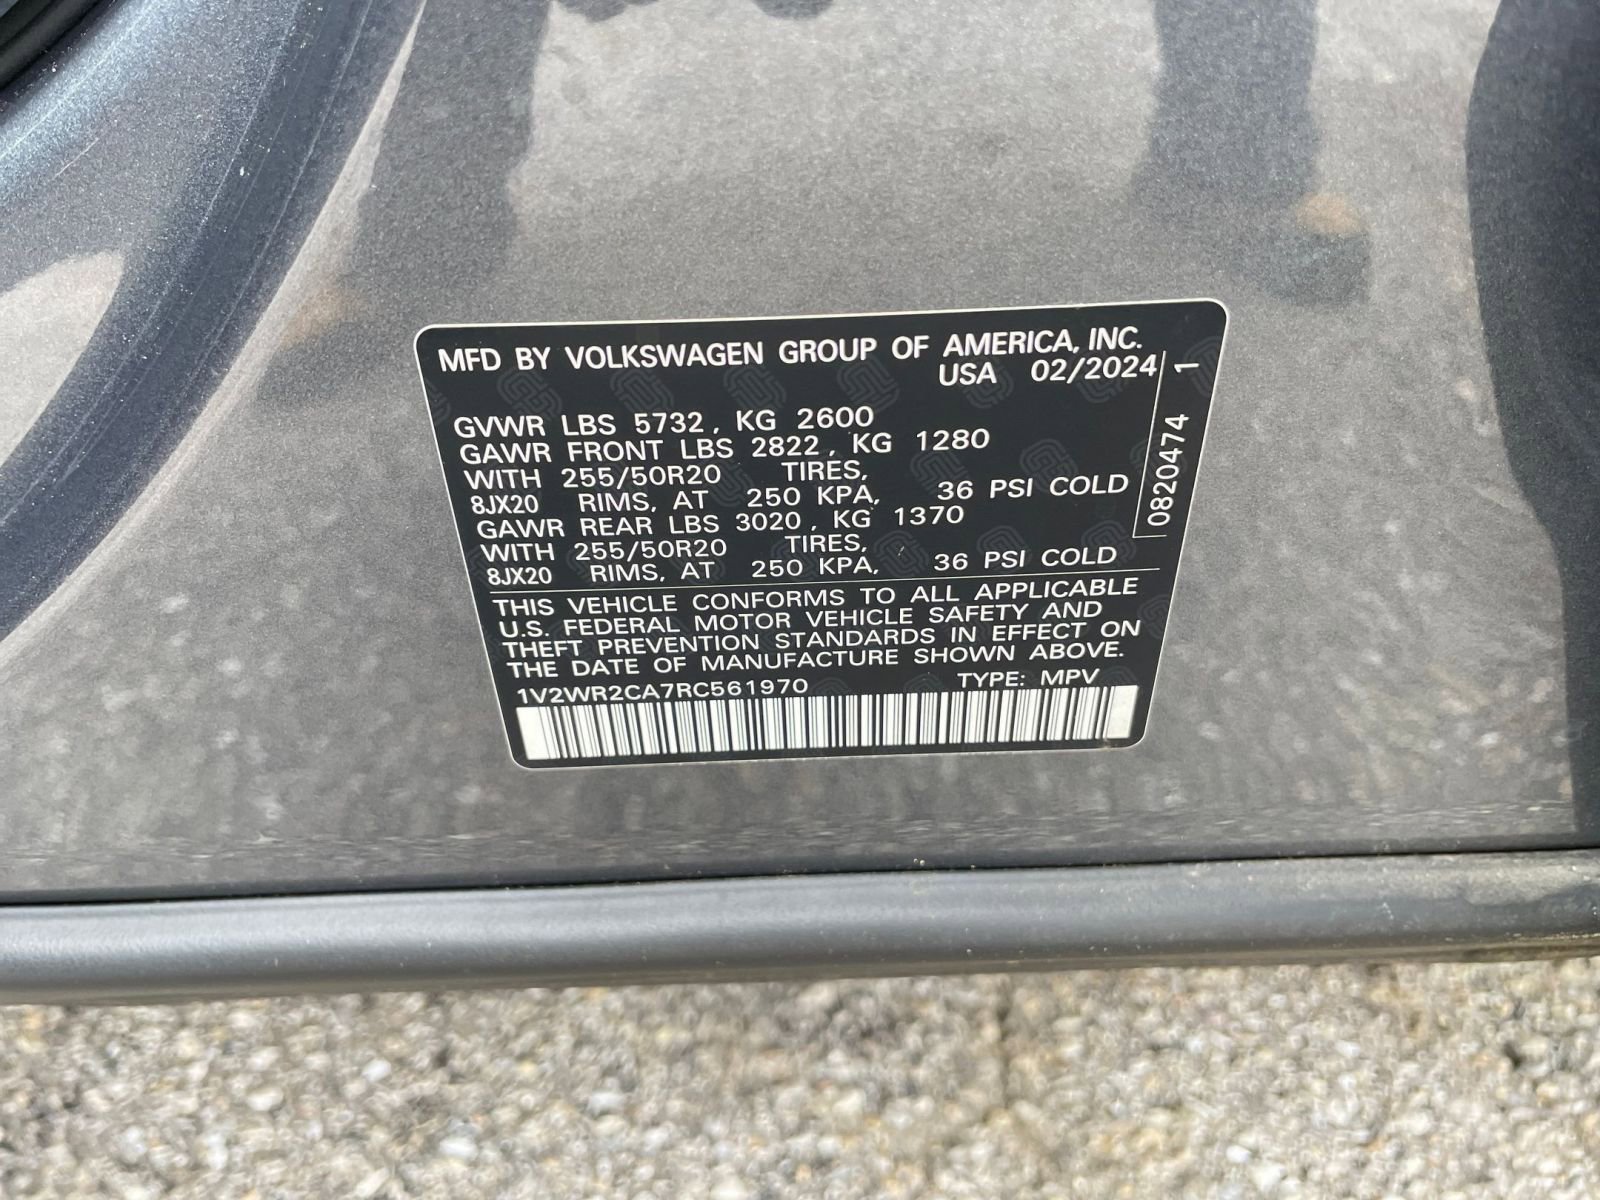 MFD BY VOLKSWAGEN GROUP OF AMERICA, INC.
USA 02/2024
GVWR LBS 5732, KG 2600
GAWR FRONT LBS 2822, KG 1280
WITH 255/50R20 TIRES,
8JX20 RIMS, AT 250 KPA, 36 PSI COLD
GAWR REAR LBS 3020, KG 1370
WITH 255/50R20 TIRES,
8JX20 RIMS, AT 250 KPA, 36 PSI COLD
0820474 1
THIS VEHICLE CONFORMS TO ALL APPLICABLE
U.S. FEDERAL MOTOR VEHICLE SAFETY AND
THEFT PREVENTION STANDARDS IN EFFECT ON
THE DATE OF MANUFACTURE SHOWN ABOVE.
1V2WR2CA7RC561970 TYPE: MPV